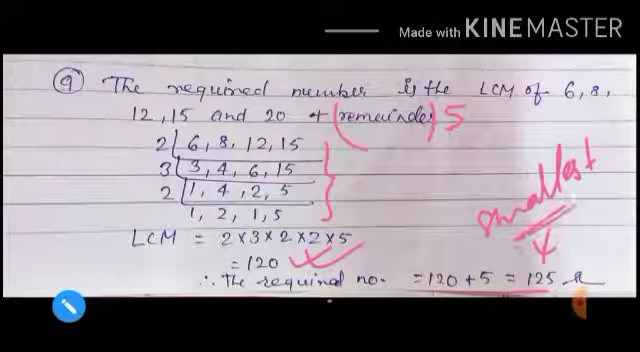 Made with KINEMASTER
9 The required number is the LCM of 6, 8,
12, 15 and 20 + (remainder) 5
2 | 6, 8, 12, 15
3 | 3, 4, 6, 15
2 | 1, 4, 2, 5
1, 2, 1, 5
smallest
LCM = 2×3×2×2×5
= 120
∴ The required no. = 120 + 5 = 125